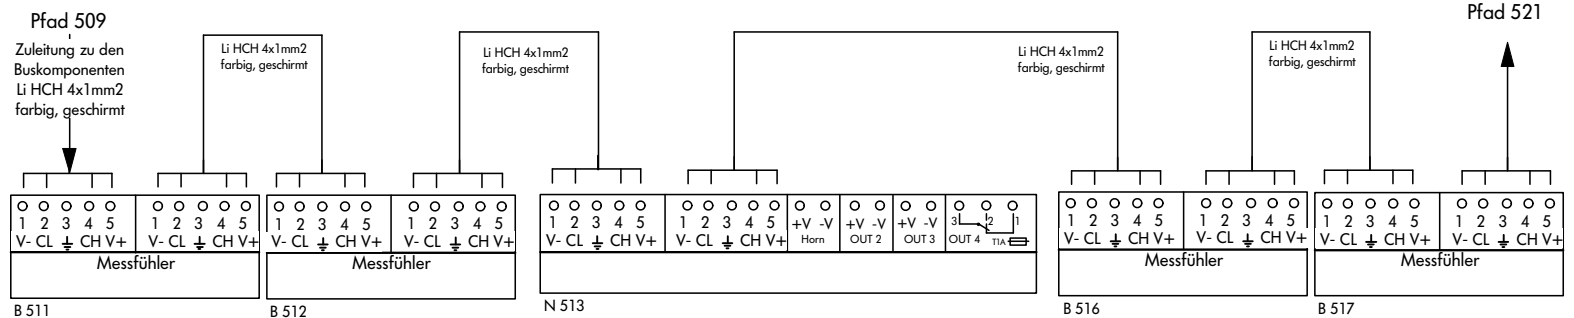 Pfad 509
Zuleitung zu den
Buskomponenten
Li HCH 4x1mm2
farbig, geschirmt
Li HCH 4x1mm2
farbig, geschirmt
Li HCH 4x1mm2
farbig, geschirmt
Li HCH 4x1mm2
farbig, geschirmt
Li HCH 4x1mm2
farbig, geschirmt
Pfad 521
1 2 3 4 5
V- CL CH V+
1 2 3 4 5
V- CL CH V+
Messfühler
B 511
1 2 3 4 5
V- CL CH V+
1 2 3 4 5
V- CL CH V+
Messfühler
B 512
1 2 3 4 5
V- CL CH V+
1 2 3 4 5
V- CL CH V+
+V -V
Horn
+V -V
OUT 2
+V -V
OUT 3
3 2 1
OUT 4 T1A
N 513
1 2 3 4 5
V- CL CH V+
1 2 3 4 5
V- CL CH V+
Messfühler
B 516
1 2 3 4 5
V- CL CH V+
1 2 3 4 5
V- CL CH V+
Messfühler
B 517